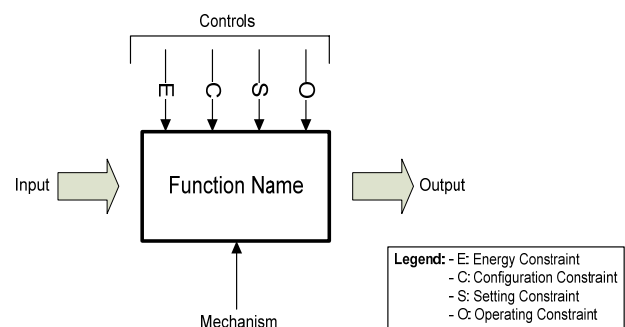 Controls
E C S O
Input
Function Name
Output
Mechanism
Legend: - E: Energy Constraint
- C: Configuration Constraint
- S: Setting Constraint
- O: Operating Constraint